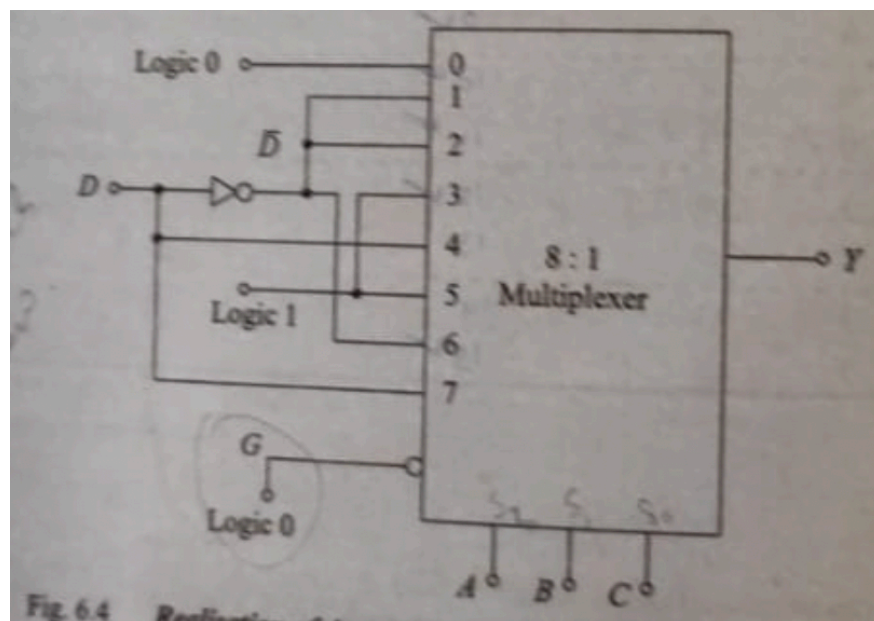 Logic 0
0
1
D̅
2
D
3
4
8 : 1
Y
5
Multiplexer
Logic 1
6
7
G
Logic 0
S₂ S₁ S₀
A B C
Fig. 6.4 Realization